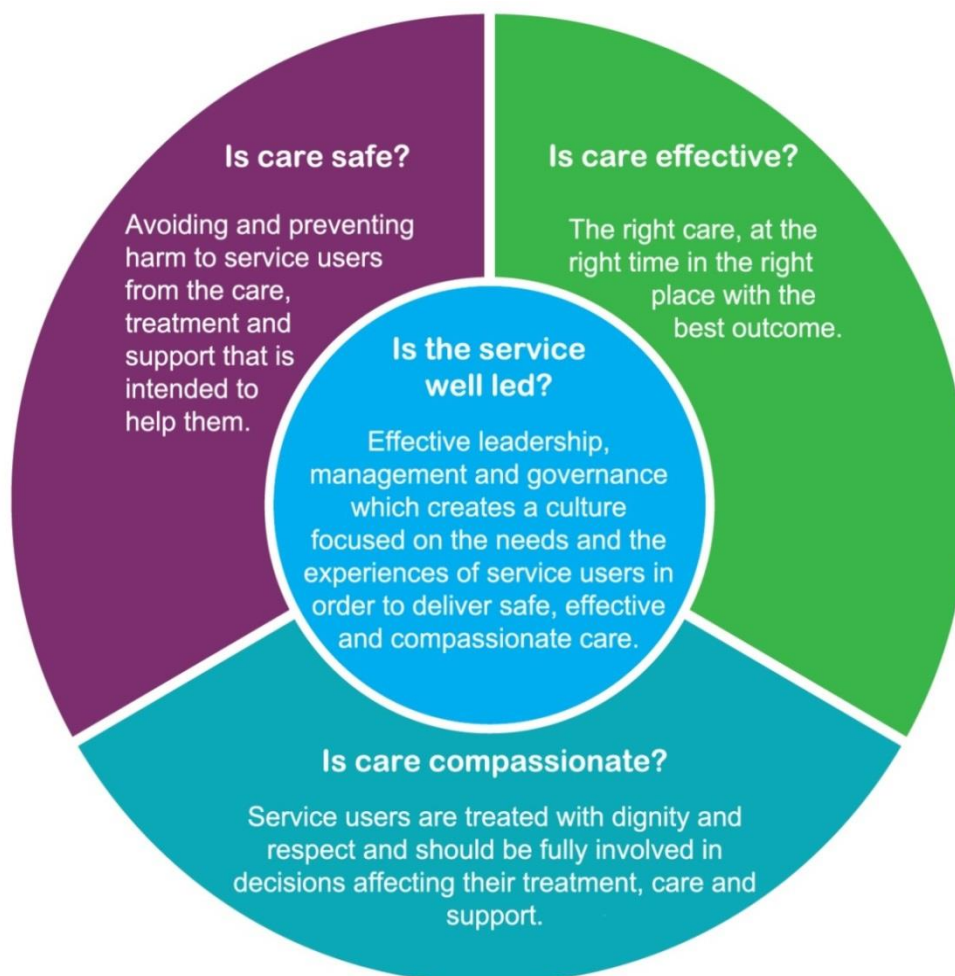 Is care safe?
Avoiding and preventing
harm to service users
from the care,
treatment and
support that is
intended to
help them.
Is care effective?
The right care, at the
right time in the right
place with the
best outcome.
Is the service
well led?
Effective leadership,
management and governance
which creates a culture
focused on the needs and the
experiences of service users in
order to deliver safe, effective
and compassionate care.
Is care compassionate?
Service users are treated with dignity and
respect and should be fully involved in
decisions affecting their treatment, care and
support.